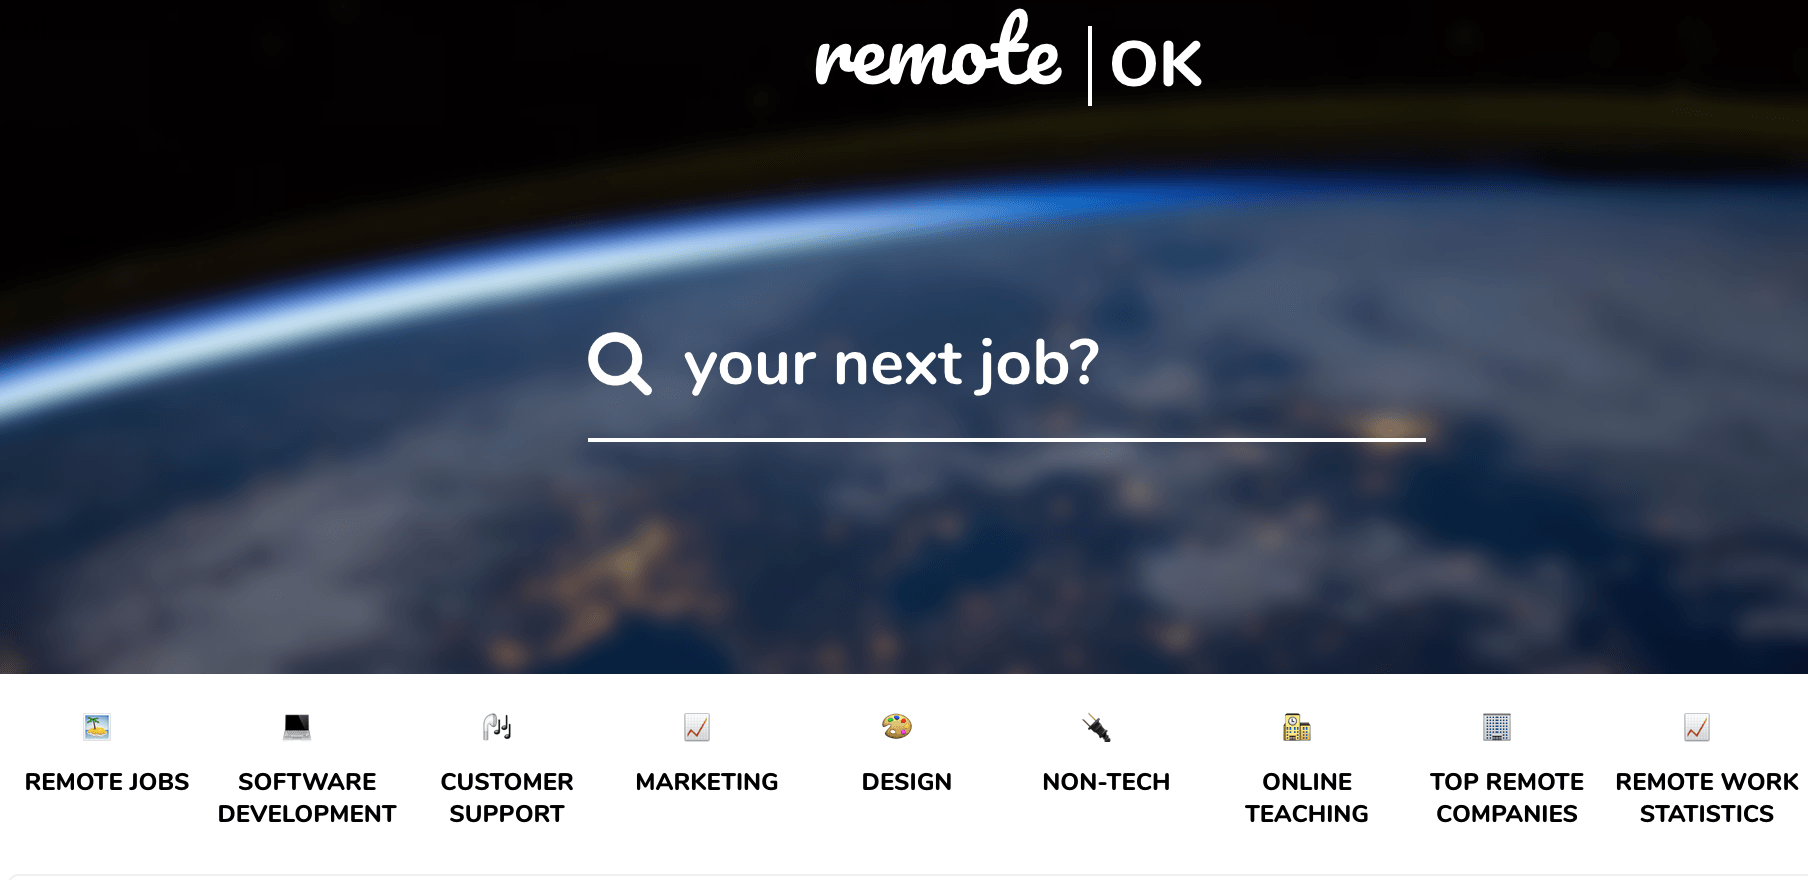 remote | OK
your next job?
REMOTE JOBS
SOFTWARE
DEVELOPMENT
CUSTOMER
SUPPORT
MARKETING
DESIGN
NON-TECH
ONLINE
TEACHING
TOP REMOTE
COMPANIES
REMOTE WORK
STATISTICS